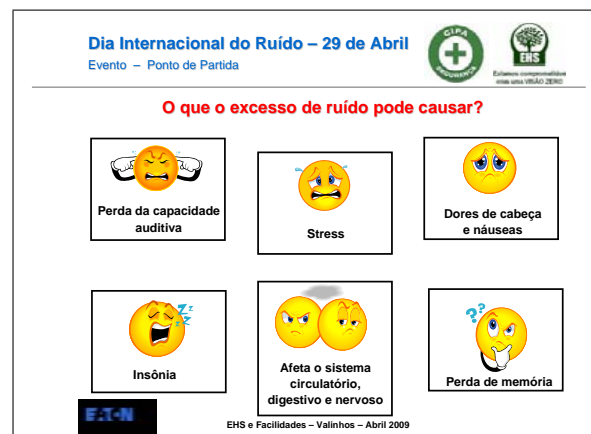 Dia Internacional do Ruído – 29 de Abril
Evento – Ponto de Partida
CIPA
SEGURANÇA
EHS
Estamos comprometidos
com uma VISÃO ZERO
O que o excesso de ruído pode causar?
Perda da capacidade
auditiva
Stress
Dores de cabeça
e náuseas
Insônia
Afeta o sistema
circulatório,
digestivo e nervoso
Perda de memória
? ?
Z Z Z Z
EATON
EHS e Facilidades – Valinhos – Abril 2009